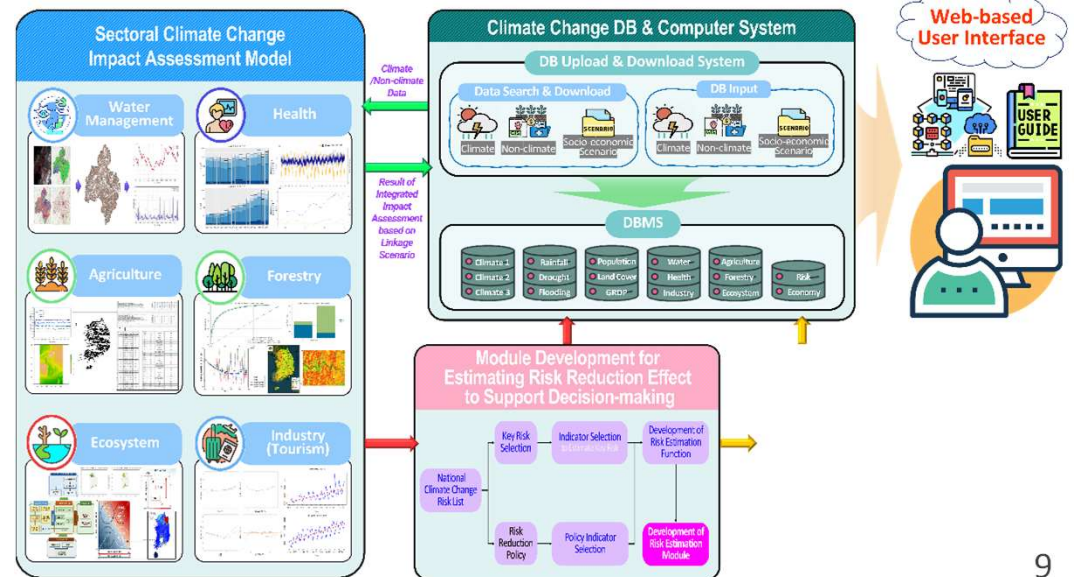 Sectoral Climate Change
Impact Assessment Model
Water
Management
Health
Agriculture
Forestry
Ecosystem
Industry
(Tourism)
Climate
/Non-climate
Data
Result of
Integrated
Impact
Assessment
based on
Linkage
Scenario
Climate Change DB & Computer System
DB Upload & Download System
Data Search & Download
SCENARIO
Climate
Non-climate
Socio-economic
Scenario
DB Input
SCENARIO
Climate
Non-climate
Socio-economic
Scenario
DBMS
Climate 1
Climate 2
Climate 3
Rainfall
Drought
Flooding
Population
Land Cover
GRDP
Water
Health
Industry
Agriculture
Forestry
Ecosystem
Risk
Economy
Module Development for
Estimating Risk Reduction Effect
to Support Decision-making
National
Climate Change
Risk List
Key Risk
Selection
Indicator Selection
Development of
Risk Estimation
Function
Risk
Reduction
Policy
Policy Indicator
Selection
Development of
Risk Estimation
Module
Web-based
User Interface
USER
GUIDE
9